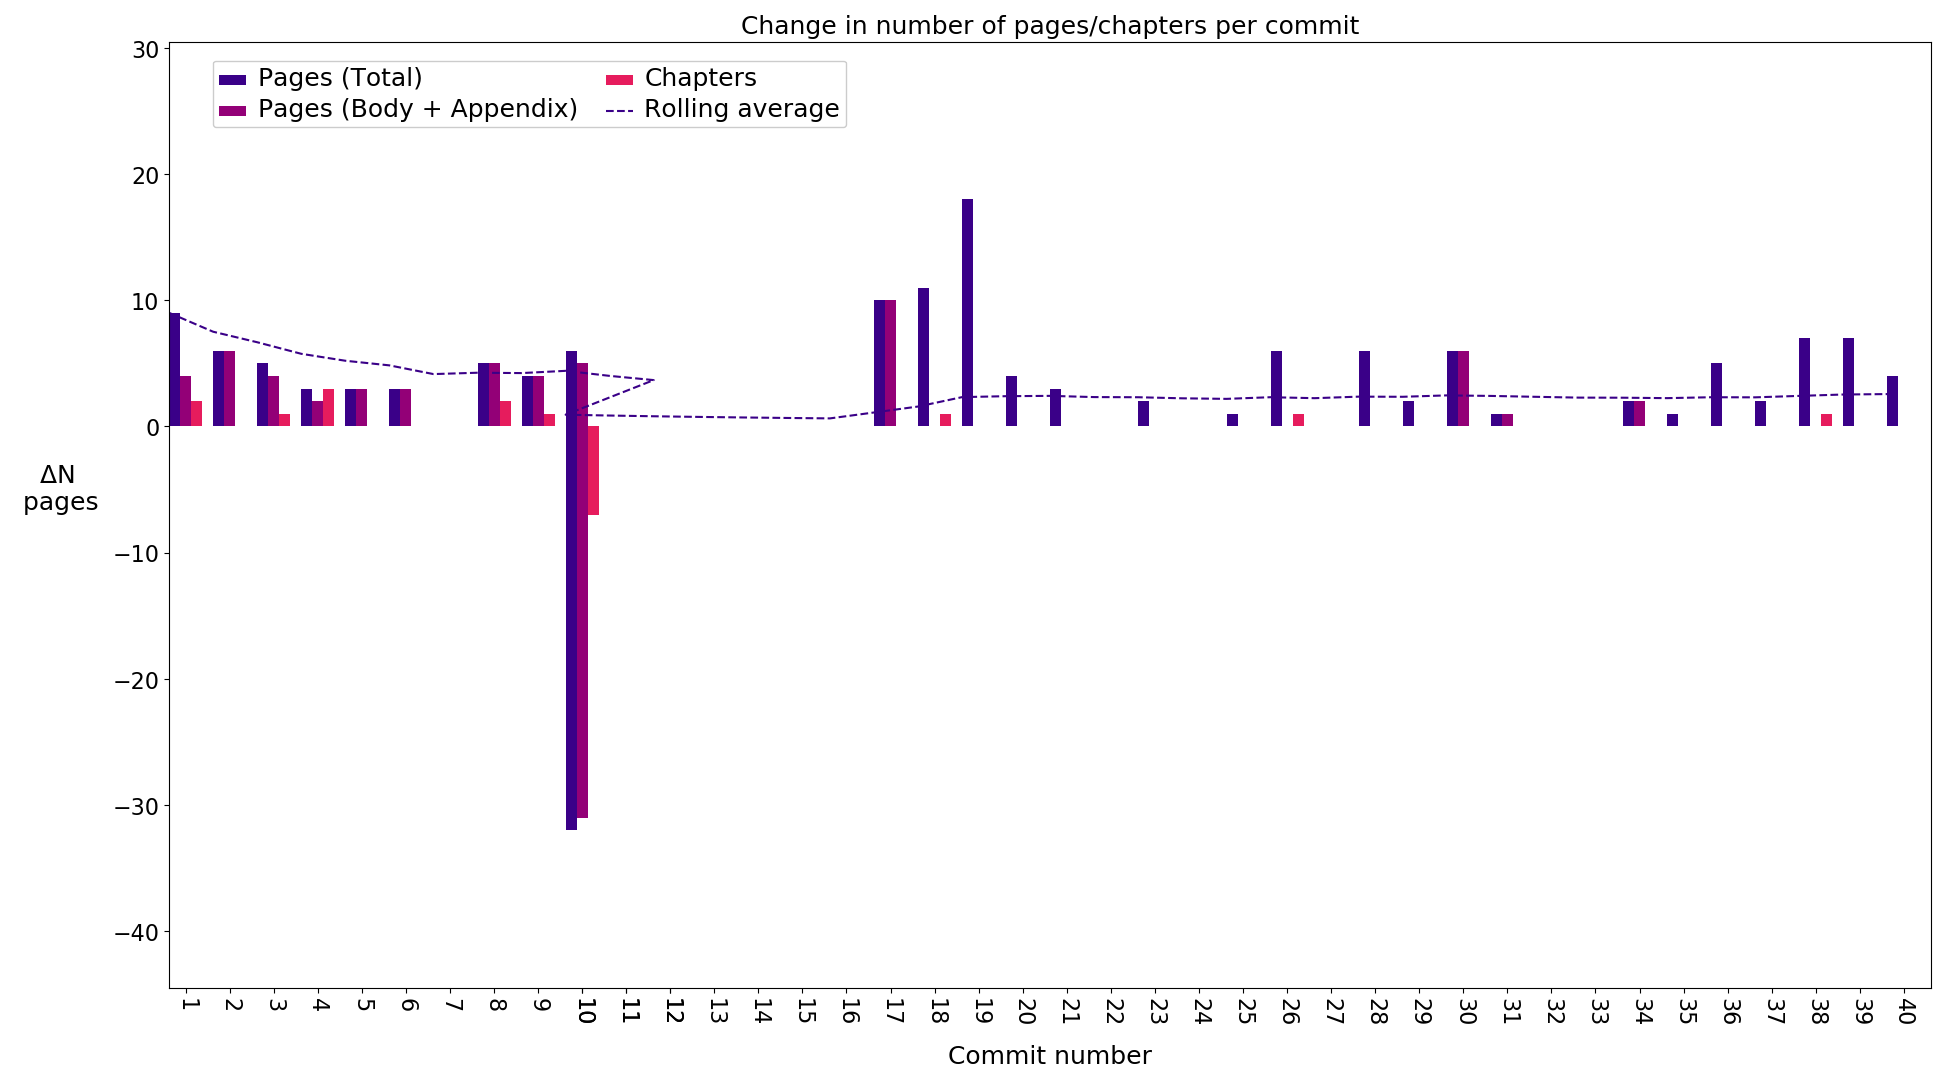 Change in number of pages/chapters per commit
Pages (Total)
Pages (Body + Appendix)
Chapters
Rolling average
30
20
10
0
−10
−20
−30
−40
ΔN
pages
1 2 3 4 5 6 7 8 9 10 11 12 13 14 15 16 17 18 19 20 21 22 23 24 25 26 27 28 29 30 31 32 33 34 35 36 37 38 39 40
Commit number